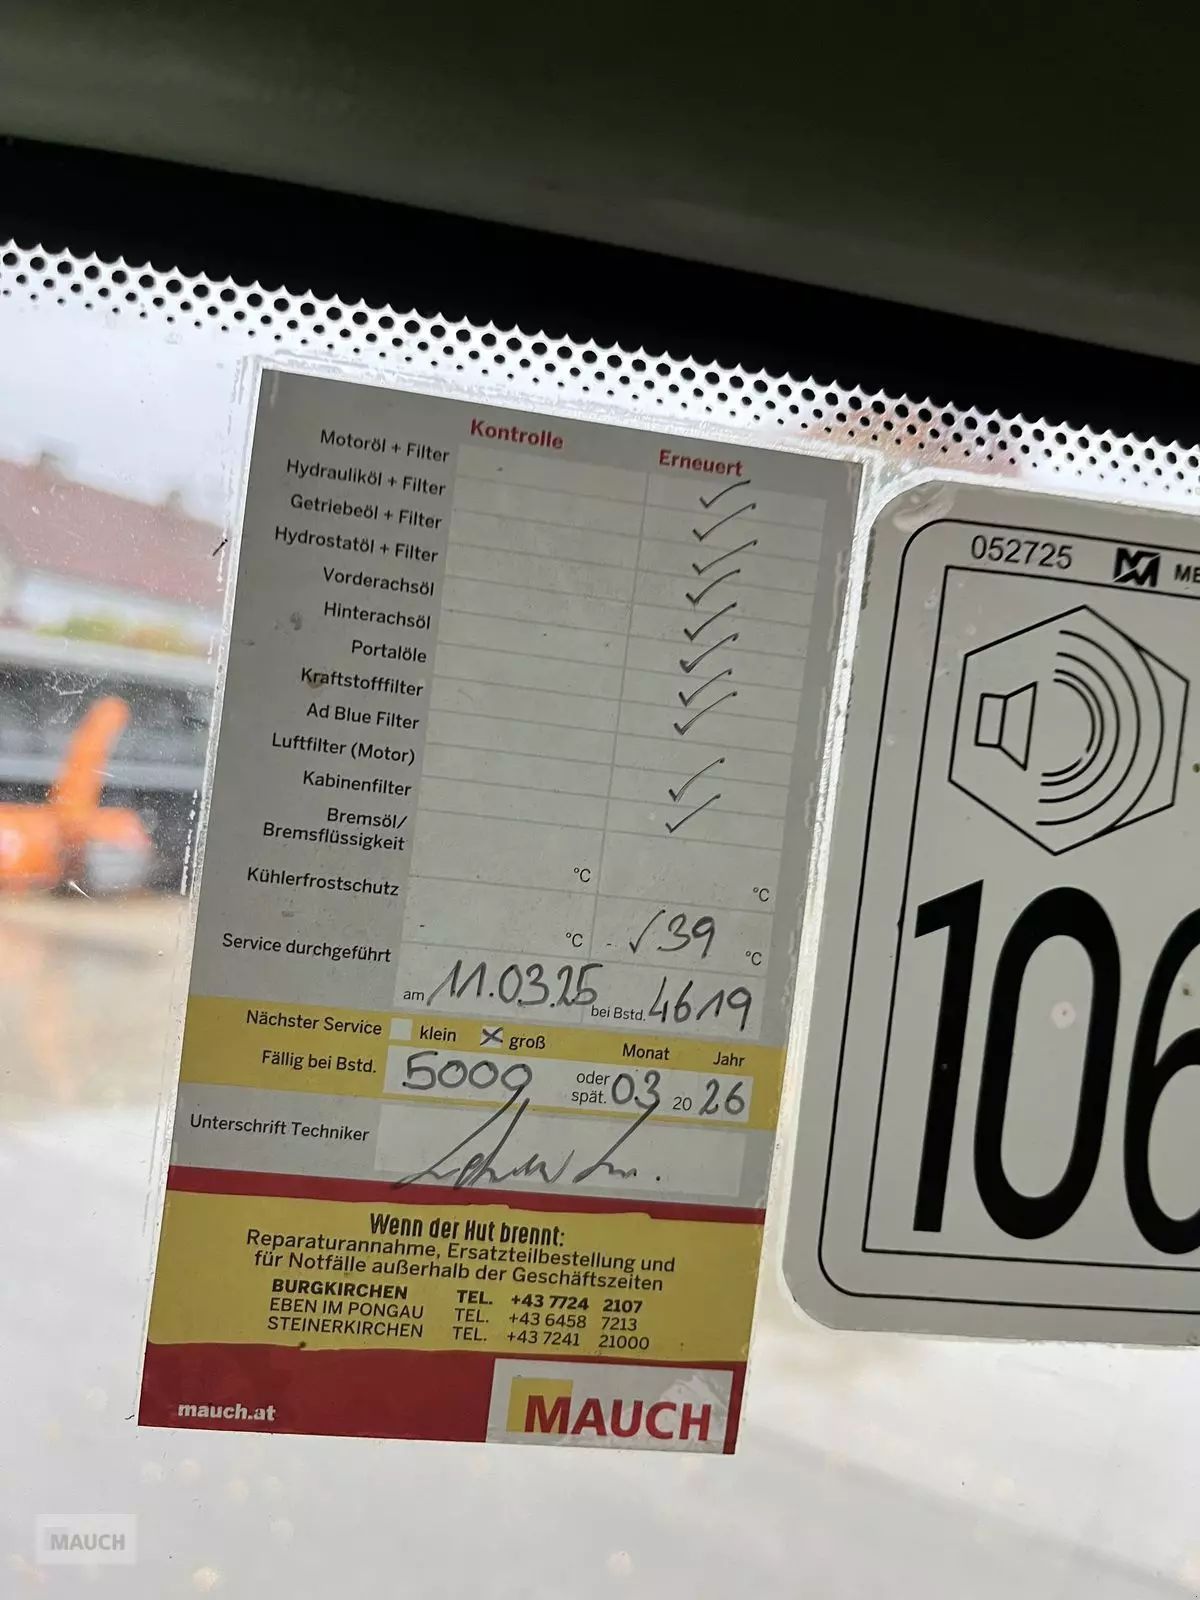 Kontrolle Erneuert
Motoröl + Filter ✓
Hydrauliköl + Filter ✓
Getriebeöl + Filter ✓
Hydrostatöl + Filter ✓
Vorderachsöl ✓
Hinterachsöl ✓
Portalöle ✓
Kraftstofffilter ✓
Ad Blue Filter
Luftfilter (Motor) ✓
Kabinenfilter ✓
Bremsöl/
Bremsflüssigkeit °C °C
Kühlerfrostschutz °C - ✓39 °C
Service durchgeführt am 11.03.25 bei Bstd. 4619
Nächster Service klein ☒ groß Monat Jahr
Fällig bei Bstd. 5009 oder
spät. 03 20 26
Unterschrift Techniker
Wenn der Hut brennt:
Reparaturannahme, Ersatzteilbestellung und
für Notfälle außerhalb der Geschäftszeiten
BURGKIRCHEN TEL. +43 7724 2107
EBEN IM PONGAU TEL. +43 6458 7213
STEINERKIRCHEN TEL. +43 7241 21000
mauch.at
MAUCH
052725
106
MAUCH